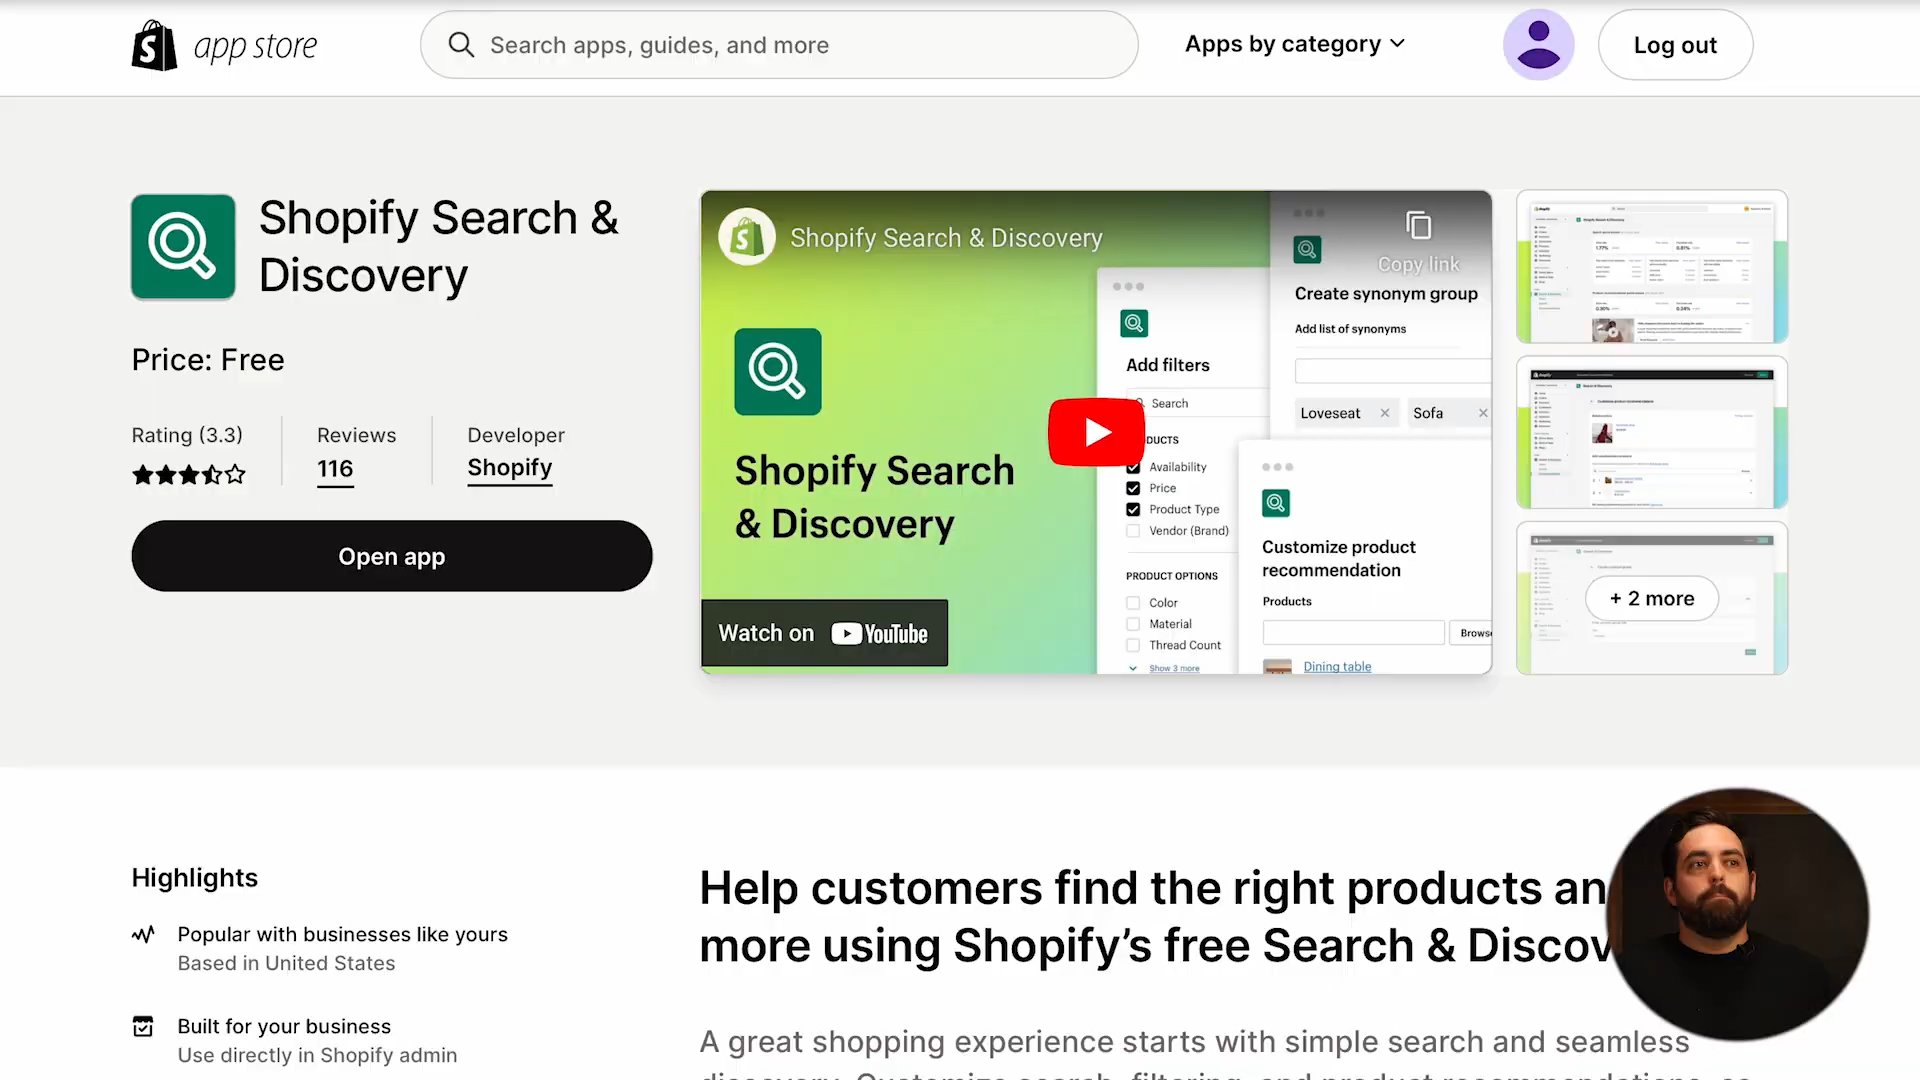 app store
Search apps, guides, and more
Apps by category
Log out
Shopify Search &
Discovery
Price: Free
Rating (3.3)
Reviews
116
Developer
Shopify
Open app
Shopify Search & Discovery
Copy link
Shopify Search
& Discovery
Watch on YouTube
Add filters
Search
DUCTS
Availability
Price
Product Type
Vendor (Brand)
PRODUCT OPTIONS
Color
Material
Thread Count
Show 3 more
Create synonym group
Add list of synonyms
Loveseat
Sofa
Customize product
recommendation
Products
Brows
Dining table
+ 2 more
Highlights
Popular with businesses like yours
Based in United States
Built for your business
Use directly in Shopify admin
Help customers find the right products an
more using Shopify's free Search & Discov
A great shopping experience starts with simple search and seamless